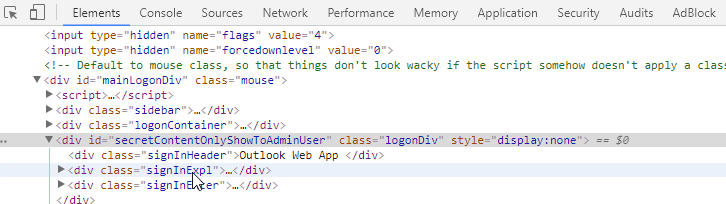 Elements Console Sources Network Performance Memory Application Security Audits AdBlock
<input type="hidden" name="flags" value="4">
<input type="hidden" name="forcedownlevel" value="0">
<!-- Default to mouse class, so that things don't look wacky if the script somehow doesn't apply a clas
<div id="mainLogonDiv" class="mouse">
<script>…</script>
<div class="sidebar">…</div>
<div class="logonContainer">…</div>
<div id="secretContentOnlyShowToAdminUser" class="logonDiv" style="display:none"> == $0
<div class="signInHeader">Outlook Web App </div>
<div class="signInExpl">…</div>
<div class="signInEnter">…</div>
</div>